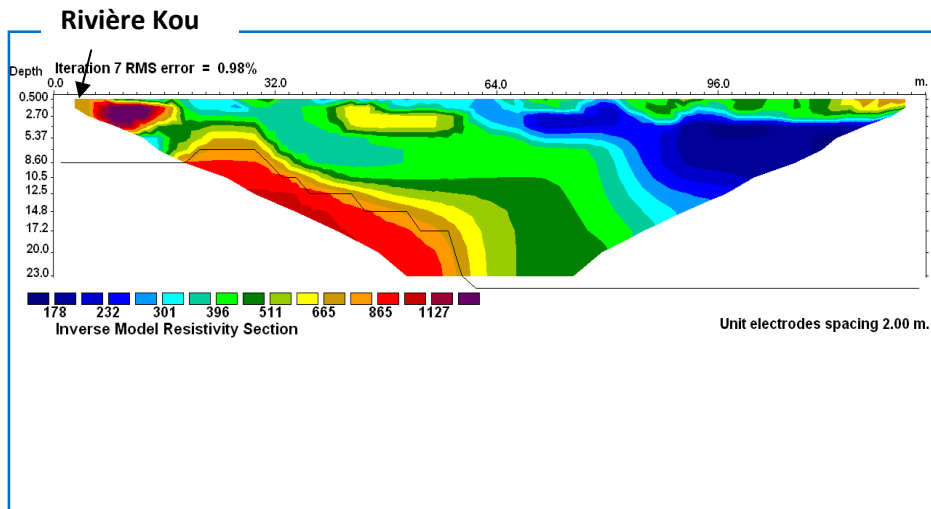 Rivière Kou
Depth Iteration 7 RMS error = 0.98%
0.0 32.0 64.0 96.0 m.
0.500
2.70
5.37
8.60
10.5
12.5
14.8
17.2
20.0
23.0
178 232 301 396 511 665 865 1127
Inverse Model Resistivity Section
Unit electrodes spacing 2.00 m.